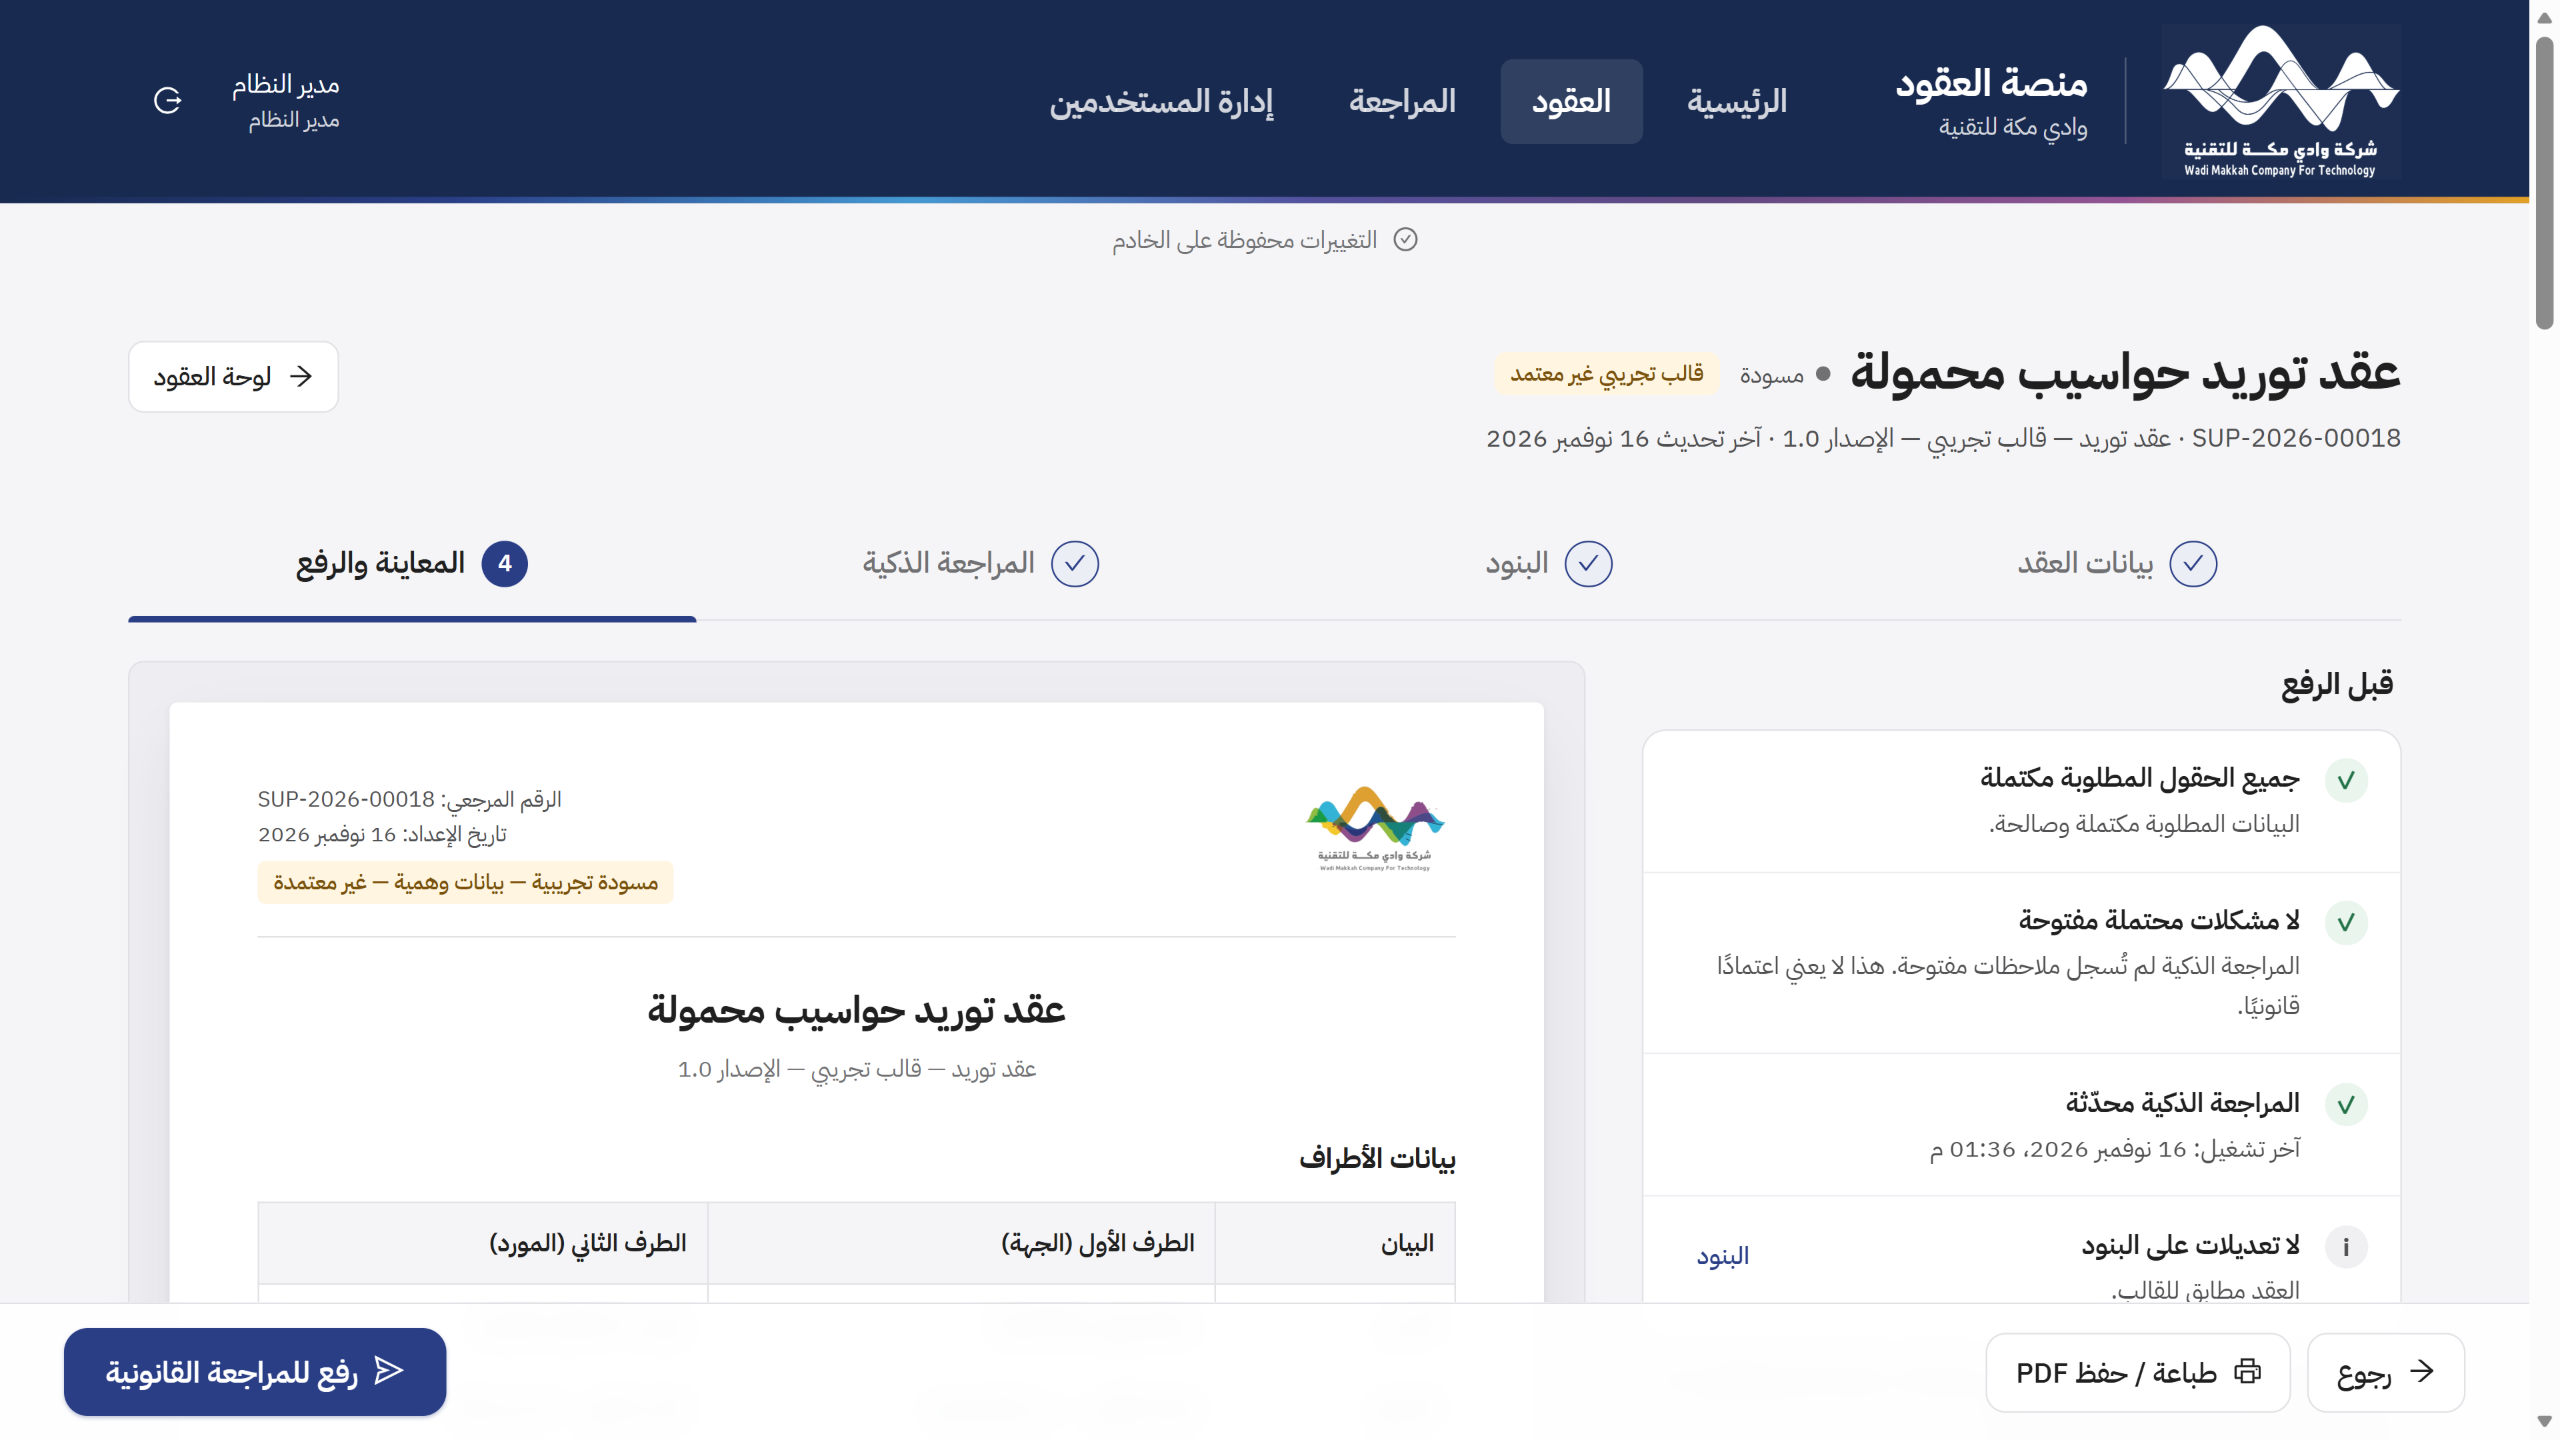 شركة وادي مكـــة للتقنية
Wadi Makkah Company For Technology
منصة العقود
وادي مكة للتقنية
الرئيسية
العقود
المراجعة
إدارة المستخدمين
مدير النظام
مدير النظام
التغييرات محفوظة على الخادم
عقد توريد حواسيب محمولة
مسودة
قالب تجريبي غير معتمد
SUP-2026-00018 · عقد توريد — قالب تجريبي — الإصدار 1.0 · آخر تحديث 16 نوفمبر 2026
لوحة العقود
بيانات العقد
البنود
المراجعة الذكية
4 المعاينة والرفع
قبل الرفع
جميع الحقول المطلوبة مكتملة
البيانات المطلوبة مكتملة وصالحة.
لا مشكلات محتملة مفتوحة
المراجعة الذكية لم تُسجل ملاحظات مفتوحة. هذا لا يعني اعتمادًا
قانونيًا.
المراجعة الذكية محدّثة
آخر تشغيل: 16 نوفمبر 2026، 01:36 م
لا تعديلات على البنود
العقد مطابق للقالب.
البنود
شركة وادي مكـــة للتقنية
Wadi Makkah Company For Technology
الرقم المرجعي: SUP-2026-00018
تاريخ الإعداد: 16 نوفمبر 2026
مسودة تجريبية — بيانات وهمية — غير معتمدة
عقد توريد حواسيب محمولة
عقد توريد — قالب تجريبي — الإصدار 1.0
بيانات الأطراف
البيان
الطرف الأول (الجهة)
الطرف الثاني (المورد)
رجوع
طباعة / حفظ PDF
رفع للمراجعة القانونية